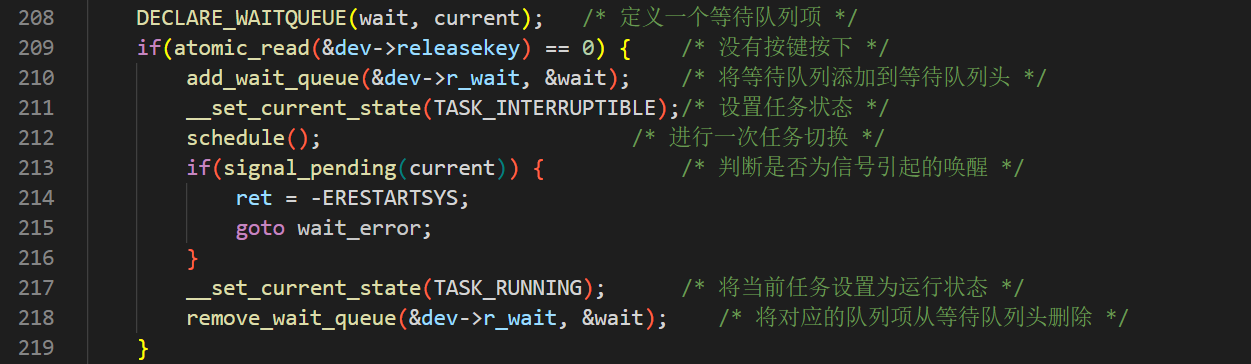 208 DECLARE_WAITQUEUE(wait, current); /* 定义一个等待队列项 */
209 if(atomic_read(&dev->releasekey) == 0) { /* 没有按键按下 */
210 add_wait_queue(&dev->r_wait, &wait); /* 将等待队列添加到等待队列头 */
211 __set_current_state(TASK_INTERRUPTIBLE);/* 设置任务状态 */
212 schedule(); /* 进行一次任务切换 */
213 if(signal_pending(current)) { /* 判断是否为信号引起的唤醒 */
214 ret = -ERESTARTSYS;
215 goto wait_error;
216 }
217 __set_current_state(TASK_RUNNING); /* 将当前任务设置为运行状态 */
218 remove_wait_queue(&dev->r_wait, &wait); /* 将对应的队列项从等待队列头删除 */
219 }